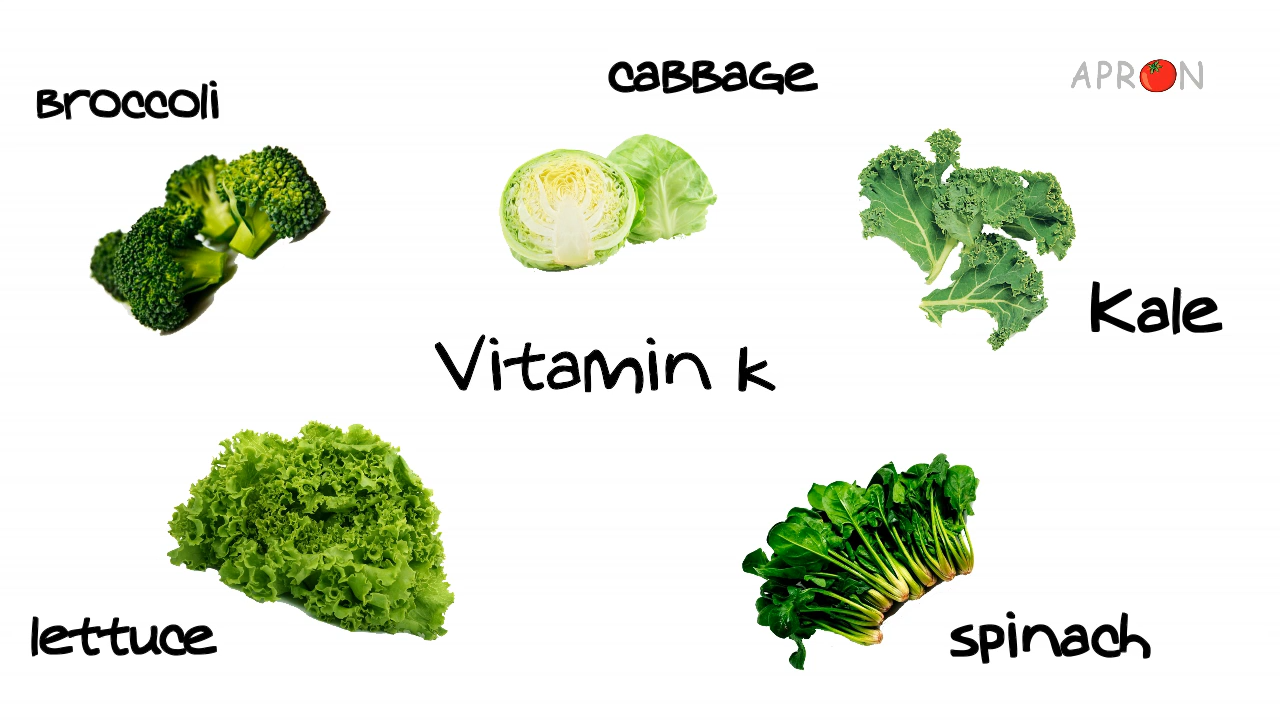 cabbage
APRON
Broccoli
Kale
Vitamin k
lettuce
spinach